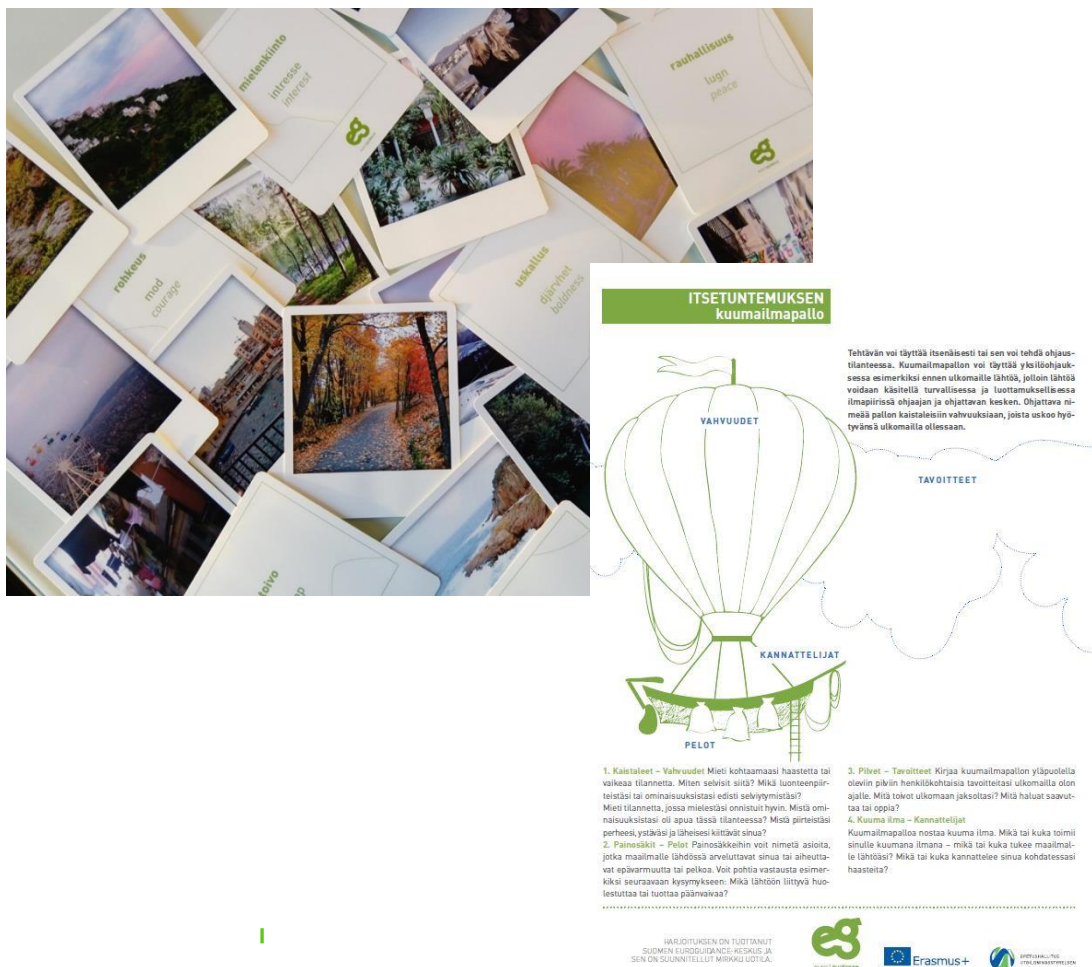 mielenkiinto
intresse
interest
rauhallisuus
lugn
peace
eg
eg
rohkeus
mod
courage
uskallus
djärvhet
boldness
toivo
ITSETUNTEMUKSEN
kuumailmapallo
Tehtävän voi täyttää itsenäisesti tai sen voi tehdä ohjaus-
tilanteessa. Kuumailmapallon voi täyttää yksilöohjauk-
sessa esimerkiksi ennen ulkomaille lähtöä, jolloin lähtöä
voidaan käsitellä turvallisessa ja luottamuksellisessa
ilmapiirissä ohjaajan ja ohjattavan kesken. Ohjattava ni-
meää pallon kaistaleisiin vahvuuksiaan, joista uskoo hyö-
tyvänsä ulkomailla ollessaan.
VAHVUUDET
TAVOITTEET
KANNATTELIJAT
PELOT
1. Kaistaleet – Vahvuudet Mieti kohtaamaasi haastetta tai
vaikeaa tilannetta. Miten selvisit siitä? Mikä luonteenpiir-
teistäsi tai ominaisuuksistasi edisti selviytymistäsi?
Mieti tilannetta, jossa mielestäsi onnistuit hyvin. Mistä omi-
naisuuksistasi oli apua tässä tilanteessa? Mistä piirteistäsi
perheesi, ystäväsi ja läheisesi kiittävät sinua?
2. Painosäkit – Pelot Painosäkkeihin voit nimetä asioita,
jotka maailmalle lähdössä arveluttavat sinua tai aiheutta-
vat epävarmuutta tai pelkoa. Voit pohtia vastausta esimer-
kiksi seuraavaan kysymykseen: Mikä lähtöön liittyvä huo-
lestuttaa tai tuottaa päänvaivaa?
3. Pilvet – Tavoitteet Kirjaa kuumailmapallon yläpuolella
oleviin pilviin henkilökohtaisia tavoitteitasi ulkomailla olon
ajalle. Mitä toivot ulkomaan jaksoltasi? Mitä haluat saavut-
taa tai oppia?
4. Kuuma ilma – Kannattelijat
Kuumailmapalloa nostaa kuuma ilma. Mikä tai kuka toimii
sinulle kuumana ilmana – mikä tai kuka tukee maailmal-
le lähtöäsi? Mikä tai kuka kannattelee sinua kohdatessasi
haasteita?
HARJOITUKSEN ON TUOTTANUT
SUOMEN EUROGUIDANCE-KESKUS JA
SEN ON SUUNNITELLUT MIRKKU UOTILA.
eg
Erasmus+
OPETUSHALLITUS
UTBILDNINGSSTYRELSEN